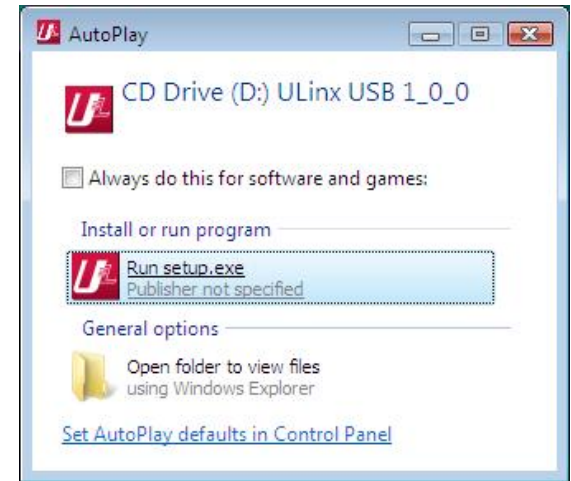 AutoPlay
CD Drive (D:) ULinx USB 1_0_0
Always do this for software and games:
Install or run program
Run setup.exe
Publisher not specified
General options
Open folder to view files
using Windows Explorer
Set AutoPlay defaults in Control Panel